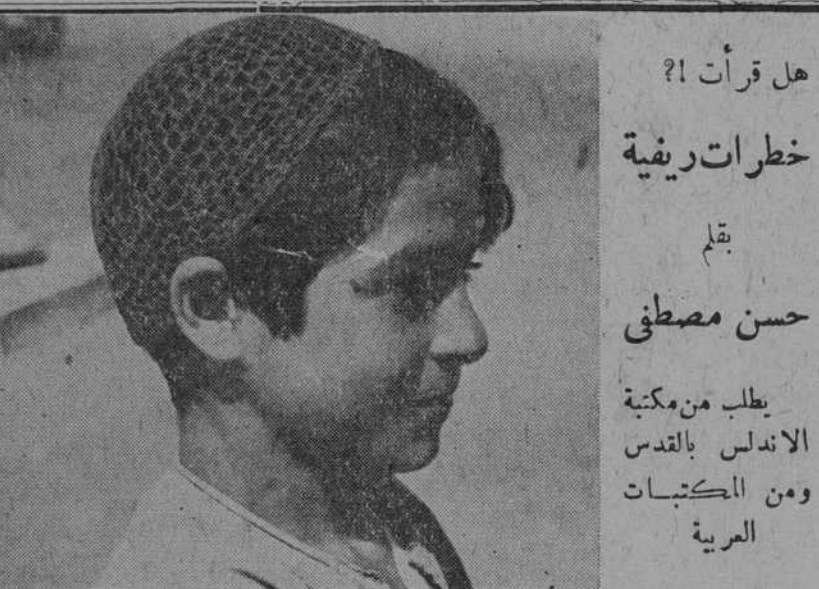 هل قرأت !?
خطرات ريفية
بقلم
حسن مصطفى
يطلب من مكتبة
الاندلس بالقدس
ومن المكتبات
العربية